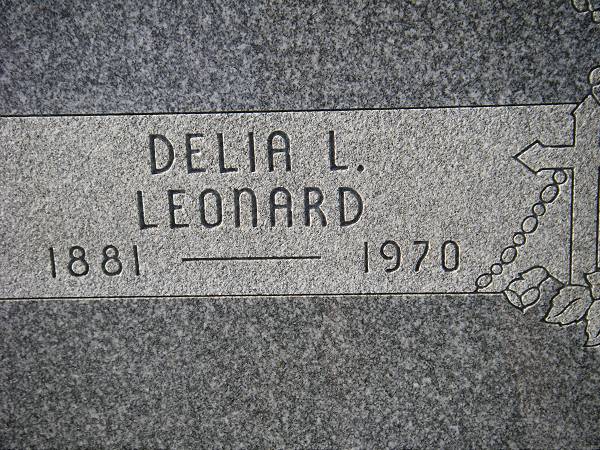 DELIA L.
LEONARD
1881 — 1970